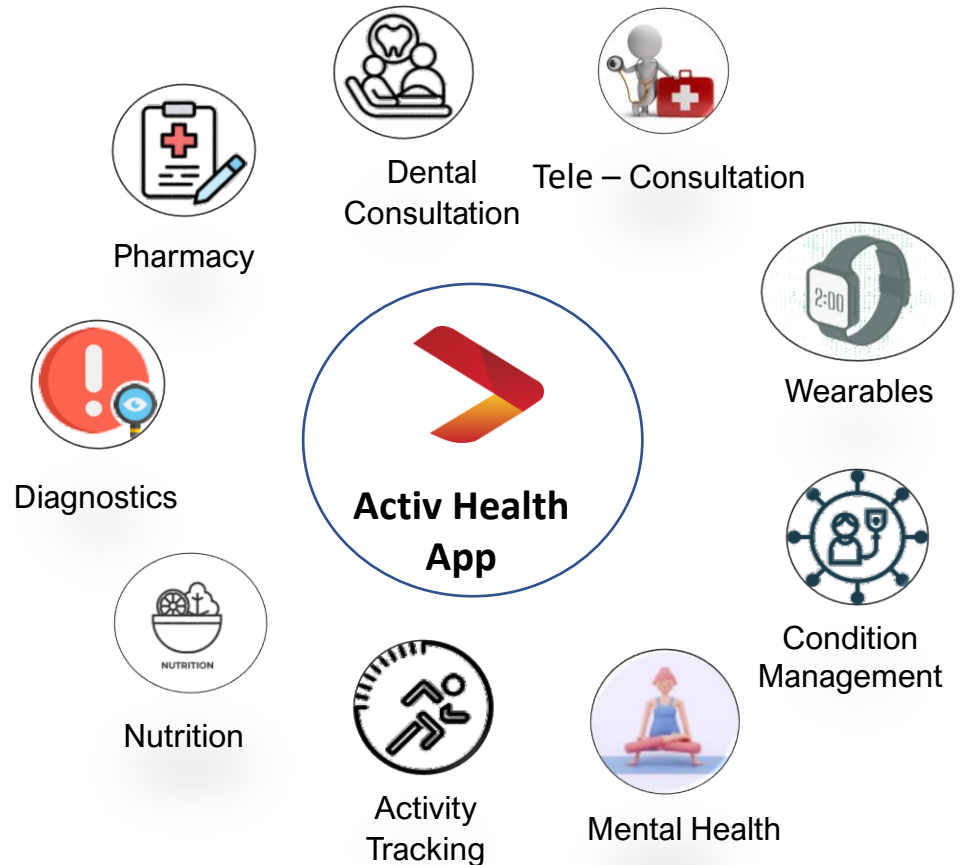 Dental
Consultation
Tele – Consultation
Pharmacy
2:00
Wearables
Diagnostics
Activ Health
App
Condition
Management
NUTRITION
Nutrition
Activity
Tracking
Mental Health